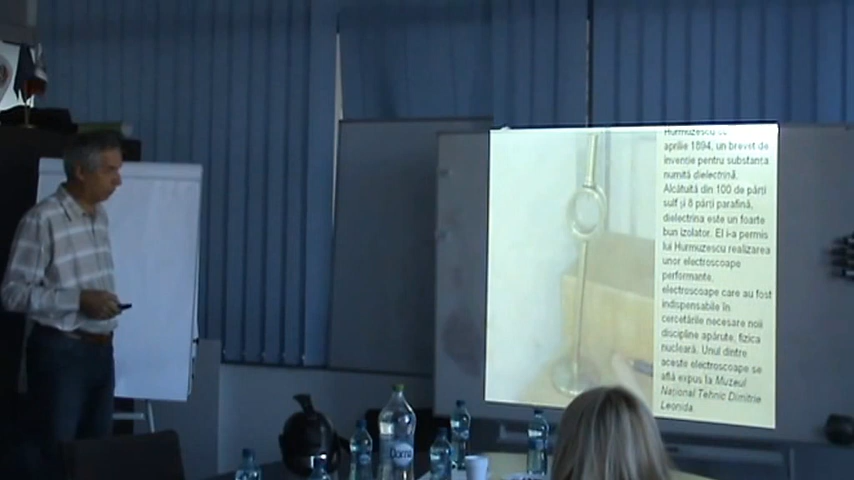 Hurmuzescu
aprilie 1894, un brevet de
invenție pentru substanța
numită dielectrină.
Alcătuită din 100 de părți
sulf și 8 părți parafină,
dielectrina este un foarte
bun izolator. El i-a permis
lui Hurmuzescu realizarea
unor electroscoape
performante,
electroscoape care au fost
indispensabile în
cercetările necesare noii
discipline apărute, fizica
nucleară. Unul dintre
aceste electroscoape se
află expus la Muzeul
Național Tehnic Dimitrie
Leonida.
Dorna